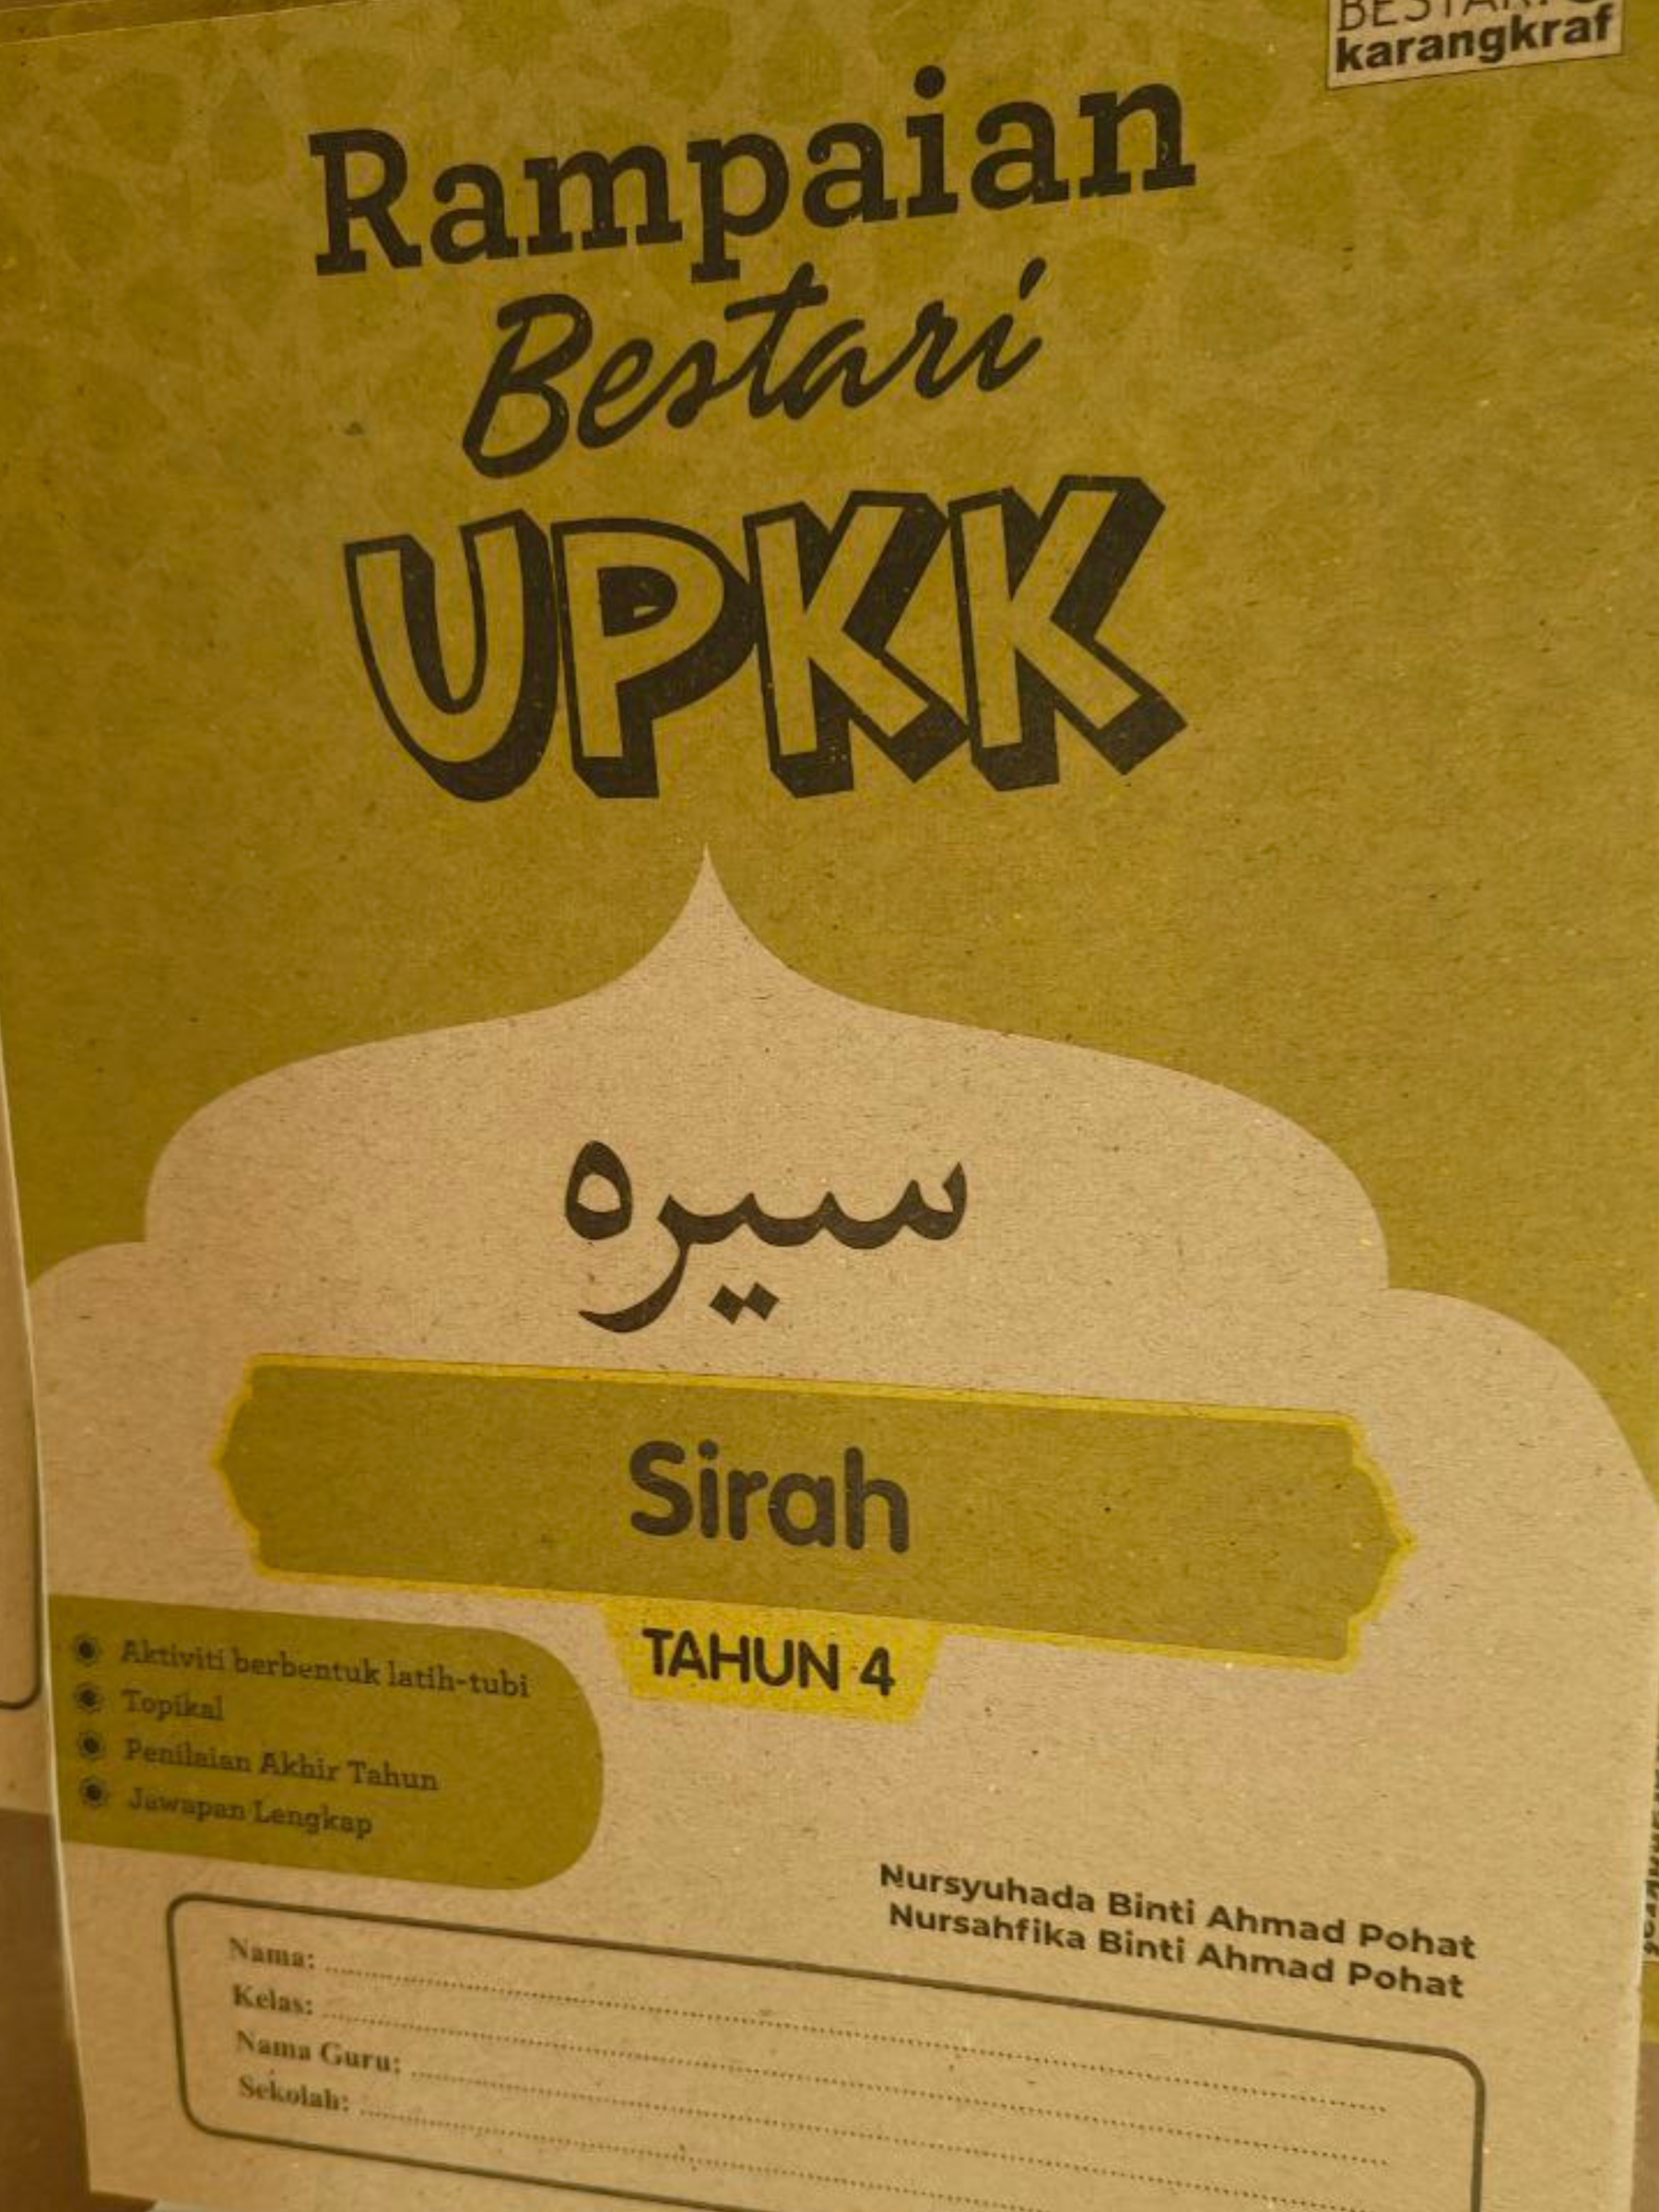 karangkraf
Rampaian
Bestari
UPKK
سيره
Sirah
TAHUN 4
Aktiviti berbentuk latih-tubi
Topikal
Penilaian Akhir Tahun
Jawapan Lengkap
Nursyuhada Binti Ahmad Pohat
Nursahfika Binti Ahmad Pohat
Nama:
Kelas:
Nama Guru:
Sekolah: